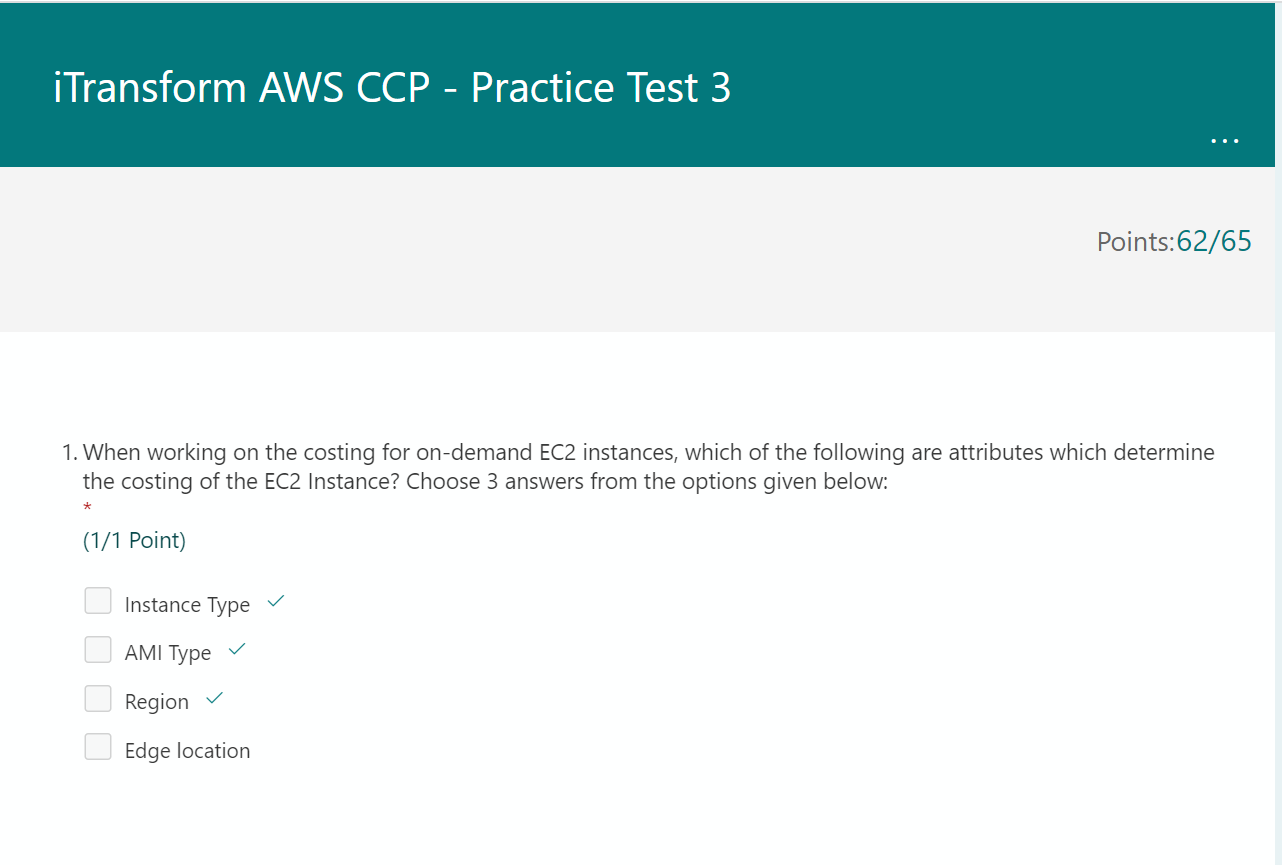 iTransform AWS CCP - Practice Test 3
...
Points:62/65
1. When working on the costing for on-demand EC2 instances, which of the following are attributes which determine
the costing of the EC2 Instance? Choose 3 answers from the options given below:
*
(1/1 Point)
Instance Type
AMI Type
Region
Edge location